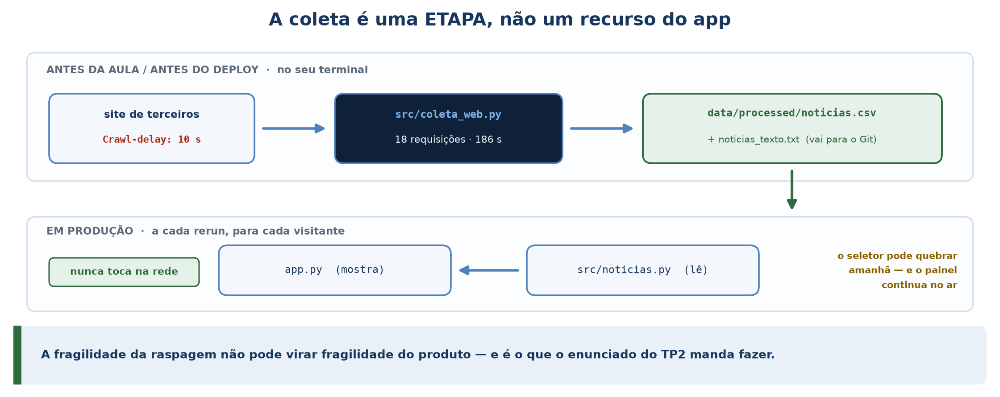 A coleta é uma ETAPA, não um recurso do app
ANTES DA AULA / ANTES DO DEPLOY · no seu terminal
site de terceiros
Crawl-delay: 10 s
src/coleta_web.py
18 requisições · 186 s
data/processed/noticias.csv
+ noticias_texto.txt (vai para o Git)
EM PRODUÇÃO · a cada rerun, para cada visitante
nunca toca na rede
app.py (mostra)
src/noticias.py (lê)
o seletor pode quebrar
amanhã — e o painel
continua no ar
A fragilidade da raspagem não pode virar fragilidade do produto — e é o que o enunciado do TP2 manda fazer.